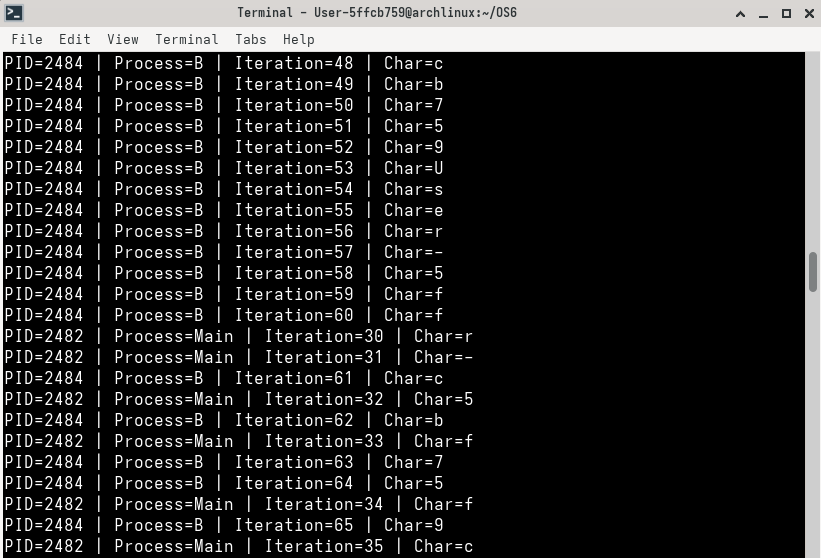 Terminal - User-5ffcb759@archlinux:~/OS6
File Edit View Terminal Tabs Help
PID=2484 | Process=B | Iteration=48 | Char=c
PID=2484 | Process=B | Iteration=49 | Char=b
PID=2484 | Process=B | Iteration=50 | Char=7
PID=2484 | Process=B | Iteration=51 | Char=5
PID=2484 | Process=B | Iteration=52 | Char=9
PID=2484 | Process=B | Iteration=53 | Char=U
PID=2484 | Process=B | Iteration=54 | Char=s
PID=2484 | Process=B | Iteration=55 | Char=e
PID=2484 | Process=B | Iteration=56 | Char=r
PID=2484 | Process=B | Iteration=57 | Char=-
PID=2484 | Process=B | Iteration=58 | Char=5
PID=2484 | Process=B | Iteration=59 | Char=f
PID=2484 | Process=B | Iteration=60 | Char=f
PID=2482 | Process=Main | Iteration=30 | Char=r
PID=2482 | Process=Main | Iteration=31 | Char=-
PID=2484 | Process=B | Iteration=61 | Char=c
PID=2482 | Process=Main | Iteration=32 | Char=5
PID=2484 | Process=B | Iteration=62 | Char=b
PID=2482 | Process=Main | Iteration=33 | Char=f
PID=2484 | Process=B | Iteration=63 | Char=7
PID=2484 | Process=B | Iteration=64 | Char=5
PID=2482 | Process=Main | Iteration=34 | Char=f
PID=2484 | Process=B | Iteration=65 | Char=9
PID=2482 | Process=Main | Iteration=35 | Char=c